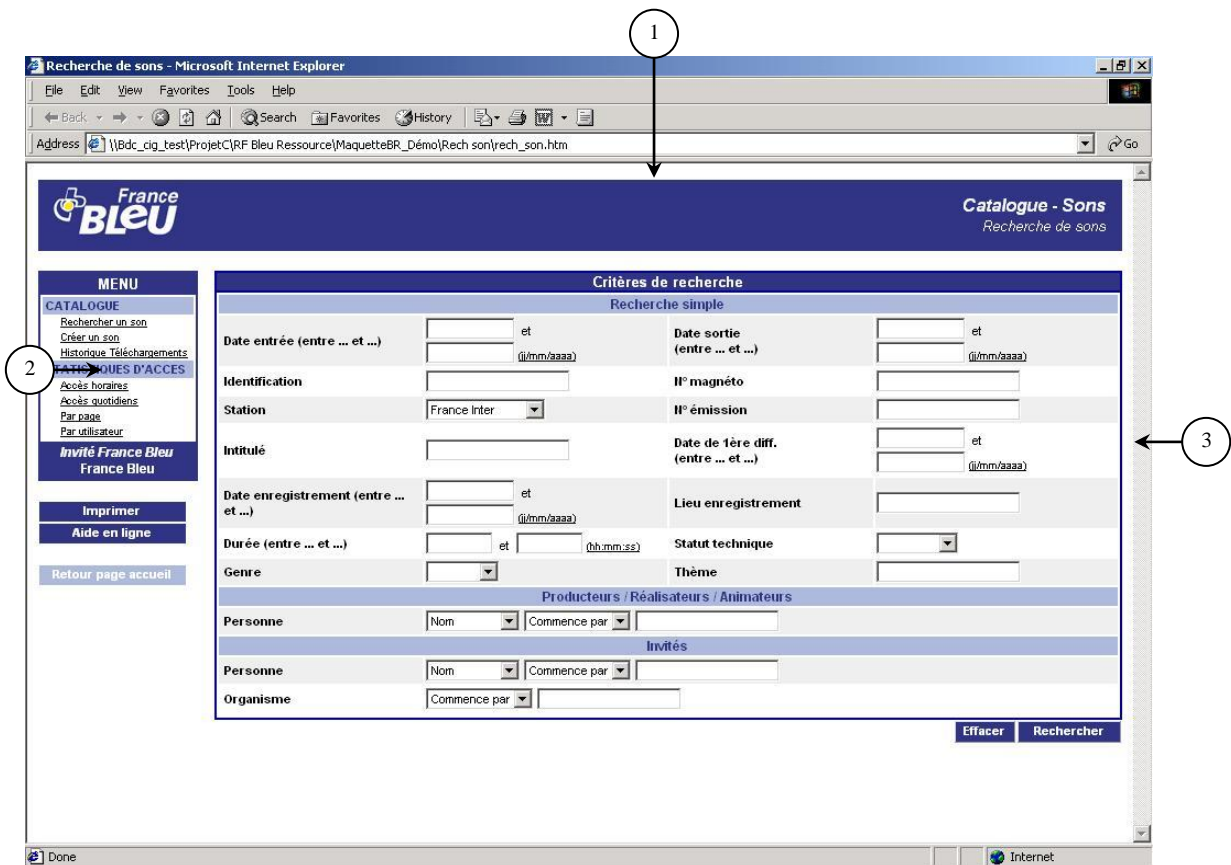 1
Recherche de sons - Microsoft Internet Explorer
File Edit View Favorites Tools Help
Back Search Favorites History
Address \\Bdc_cig_test\ProjetC\RF Bleu Ressource\MaquetteBR_Démo\Rech son\rech_son.htm Go
France
BLeU
Catalogue - Sons
Recherche de sons
MENU
CATALOGUE
Rechercher un son
Créer un son
Historique Téléchargements
2
TATISTIQUES D'ACCES
Accès horaires
Accès quotidiens
Par page
Par utilisateur
Invité France Bleu
France Bleu
Imprimer
Aide en ligne
Retour page accueil
Critères de recherche
Recherche simple
Date entrée (entre ... et ...) et
(jj/mm/aaaa)
Date sortie
(entre ... et ...)
et
(jj/mm/aaaa)
Identification
N° magnéto
Station France Inter
N° émission
Intitulé
Date de 1ère diff.
(entre ... et ...)
et
(jj/mm/aaaa)
3
Date enregistrement (entre ...
et ...)
et
(jj/mm/aaaa)
Lieu enregistrement
Durée (entre ... et ...) et (hh:mm:ss)
Statut technique
Genre
Thème
Producteurs / Réalisateurs / Animateurs
Personne Nom Commence par
Invités
Personne Nom Commence par
Organisme Commence par
Effacer Rechercher
Done Internet